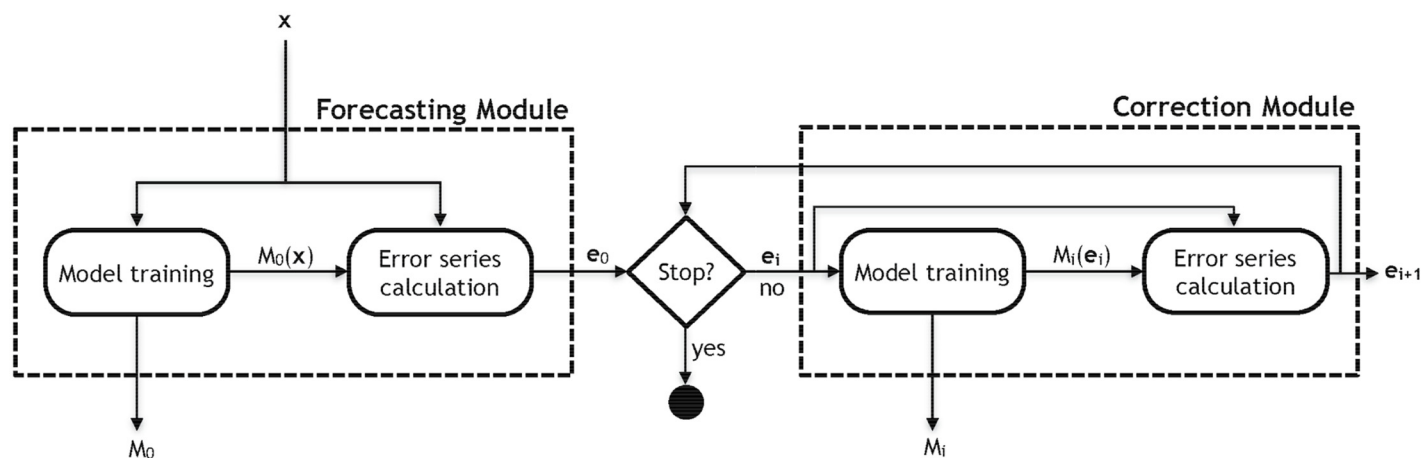 x
Forecasting Module
Correction Module
Model training
M₀(x)
Error series
calculation
e₀
Stop?
eᵢ
no
Model training
Mᵢ(eᵢ)
Error series
calculation
eᵢ₊₁
yes
M₀
Mᵢ